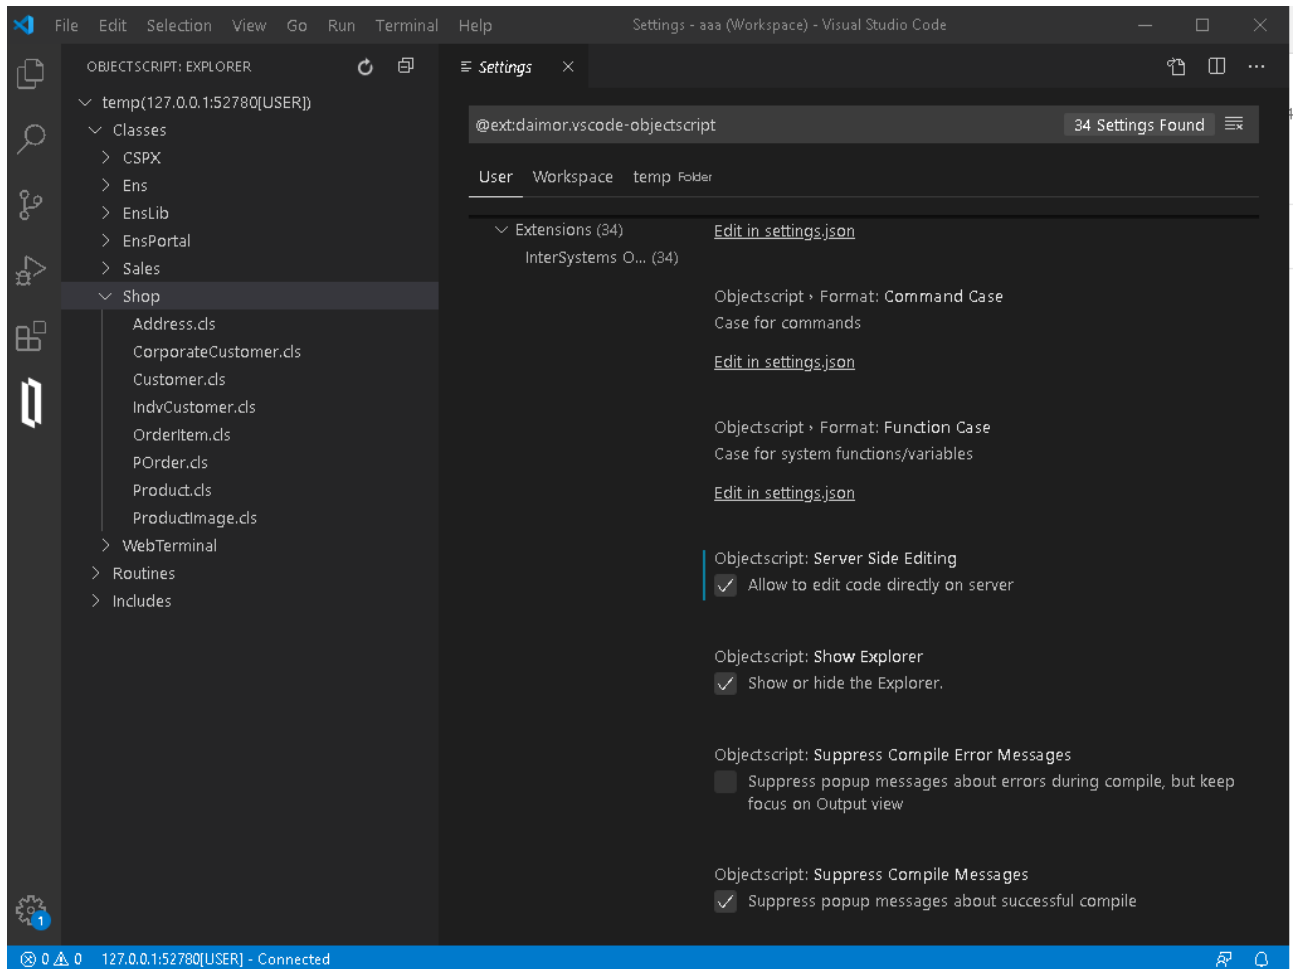 File Edit Selection View Go Run Terminal Help Settings - aaa (Workspace) - Visual Studio Code
OBJECTSCRIPT: EXPLORER
temp(127.0.0.1:52780[USER])
Classes
CSPX
Ens
EnsLib
EnsPortal
Sales
Shop
Address.cls
CorporateCustomer.cls
Customer.cls
IndvCustomer.cls
OrderItem.cls
POrder.cls
Product.cls
ProductImage.cls
WebTerminal
Routines
Includes
Settings
@ext:daimor.vscode-objectscript 34 Settings Found
User Workspace temp Folder
Extensions (34)
InterSystems O... (34)
Edit in settings.json
Objectscript › Format: Command Case
Case for commands
Edit in settings.json
Objectscript › Format: Function Case
Case for system functions/variables
Edit in settings.json
Objectscript: Server Side Editing
Allow to edit code directly on server
Objectscript: Show Explorer
Show or hide the Explorer.
Objectscript: Suppress Compile Error Messages
Suppress popup messages about errors during compile, but keep
focus on Output view
Objectscript: Suppress Compile Messages
Suppress popup messages about successful compile
1
0 0 127.0.0.1:52780[USER] - Connected